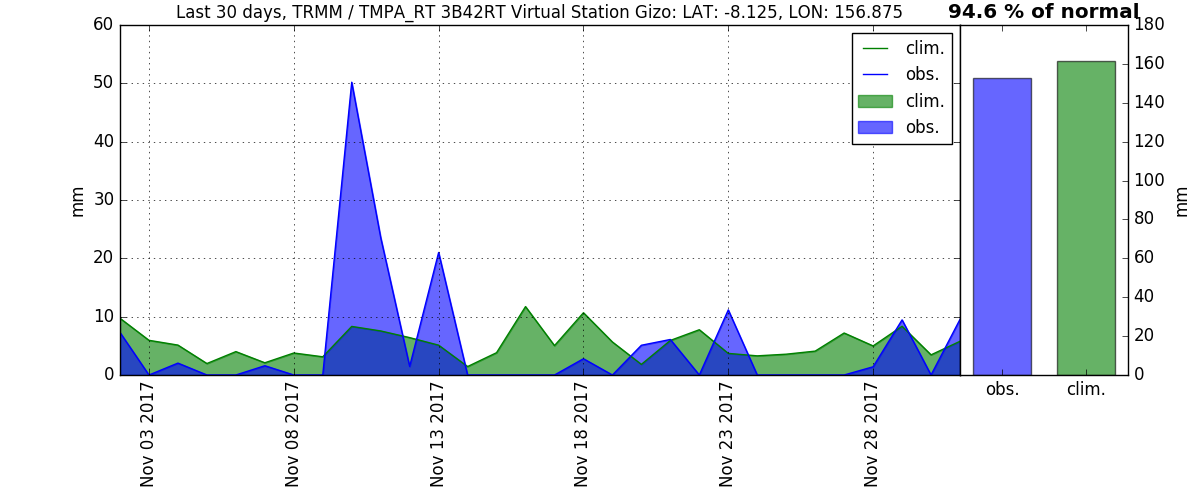 Last 30 days, TRMM / TMPA_RT 3B42RT Virtual Station Gizo: LAT: -8.125, LON: 156.875
94.6 % of normal
60
50
40
30
20
10
0
mm
clim.
obs.
clim.
obs.
180
160
140
120
100
80
60
40
20
0
mm
Nov 03 2017
Nov 08 2017
Nov 13 2017
Nov 18 2017
Nov 23 2017
Nov 28 2017
obs.
clim.